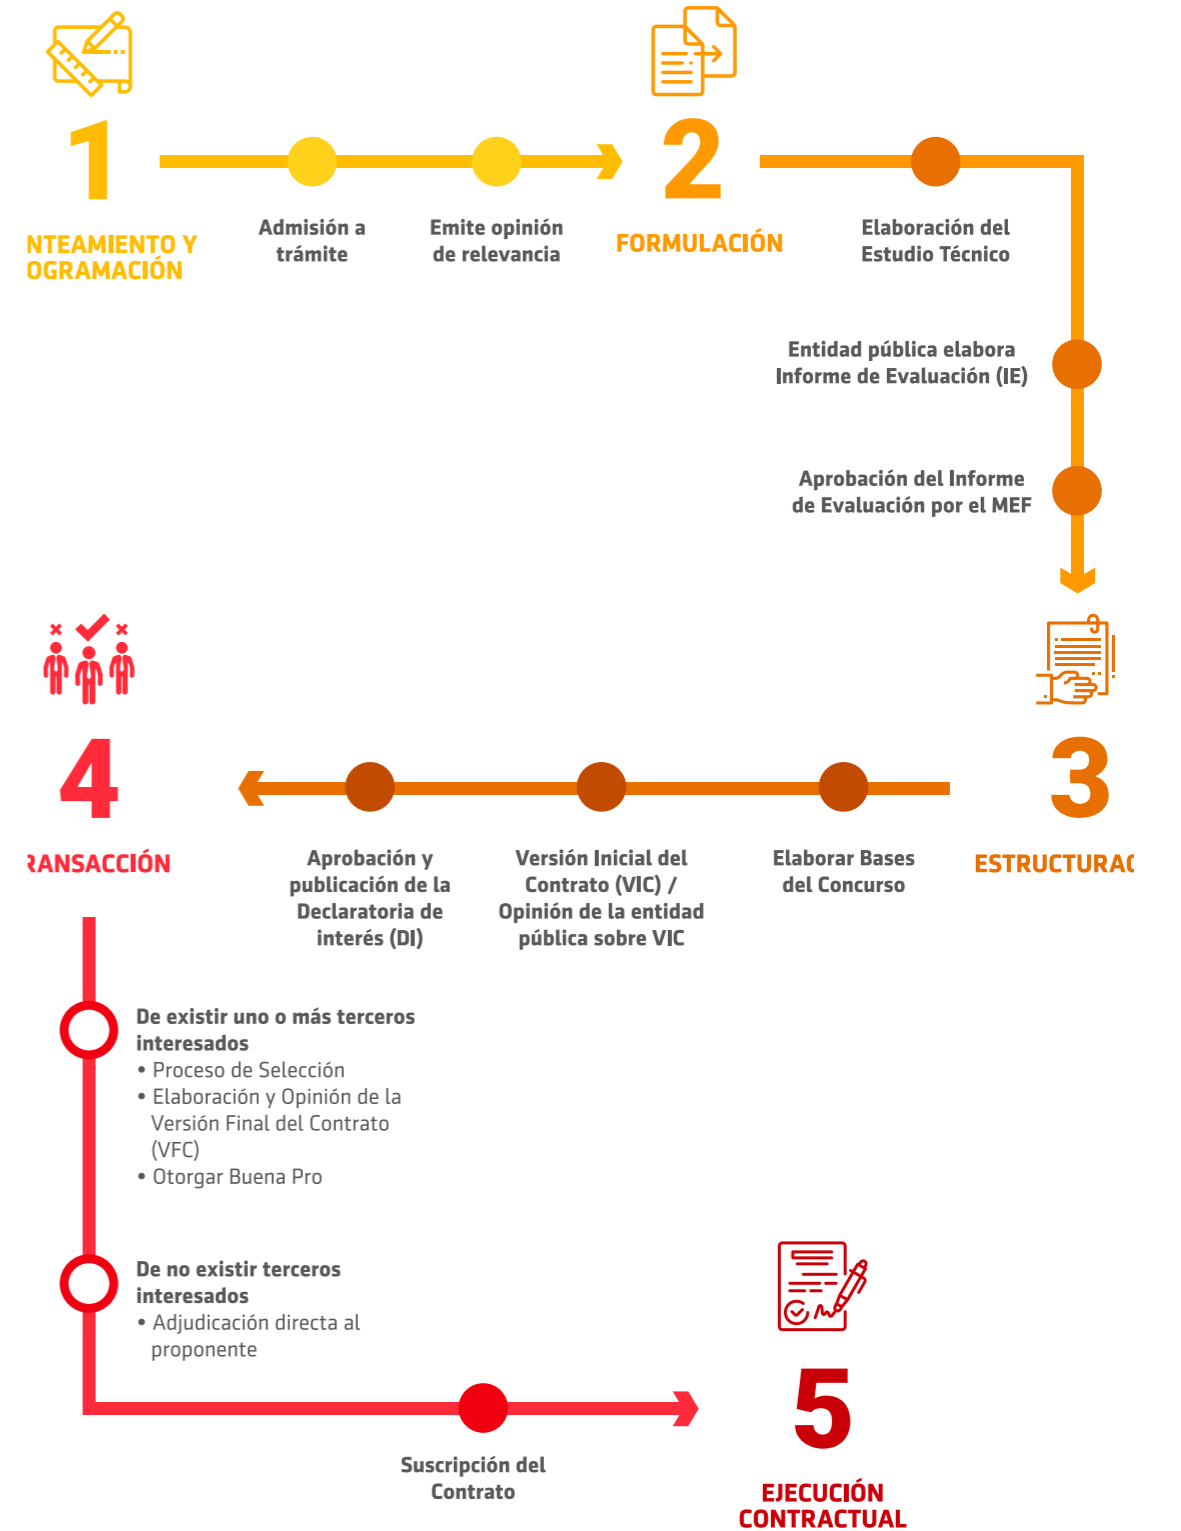 1
NTEAMIENTO Y
OGRAMACIÓN
Admisión a
trámite
Emite opinión
de relevancia
2
FORMULACIÓN
Elaboración del
Estudio Técnico
Entidad pública elabora
Informe de Evaluación (IE)
Aprobación del Informe
de Evaluación por el MEF
3
ESTRUCTURAC
Elaborar Bases
del Concurso
Versión Inicial del
Contrato (VIC) /
Opinión de la entidad
pública sobre VIC
Aprobación y
publicación de la
Declaratoria de
interés (DI)
4
RANSACCIÓN
De existir uno o más terceros
interesados
• Proceso de Selección
• Elaboración y Opinión de la
Versión Final del Contrato
(VFC)
• Otorgar Buena Pro
De no existir terceros
interesados
• Adjudicación directa al
proponente
Suscripción del
Contrato
5
EJECUCIÓN
CONTRACTUAL